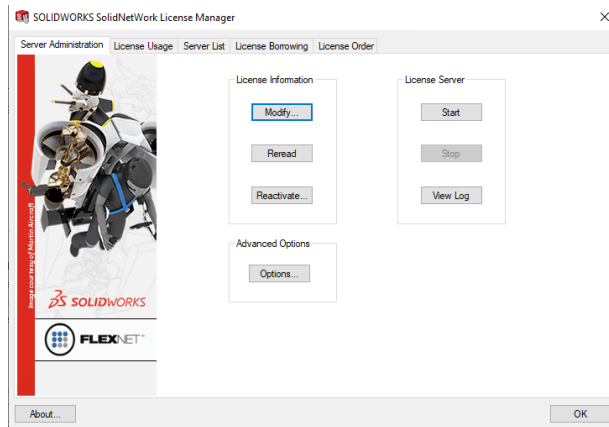 SOLIDWORKS SolidNetWork License Manager
Server Administration License Usage Server List License Borrowing License Order
License Information
Modify...
Reread
Reactivate...
License Server
Start
Stop
View Log
Advanced Options
Options...
Image courtesy of Martin Aircraft
SOLIDWORKS
FLEXNET
About...
OK